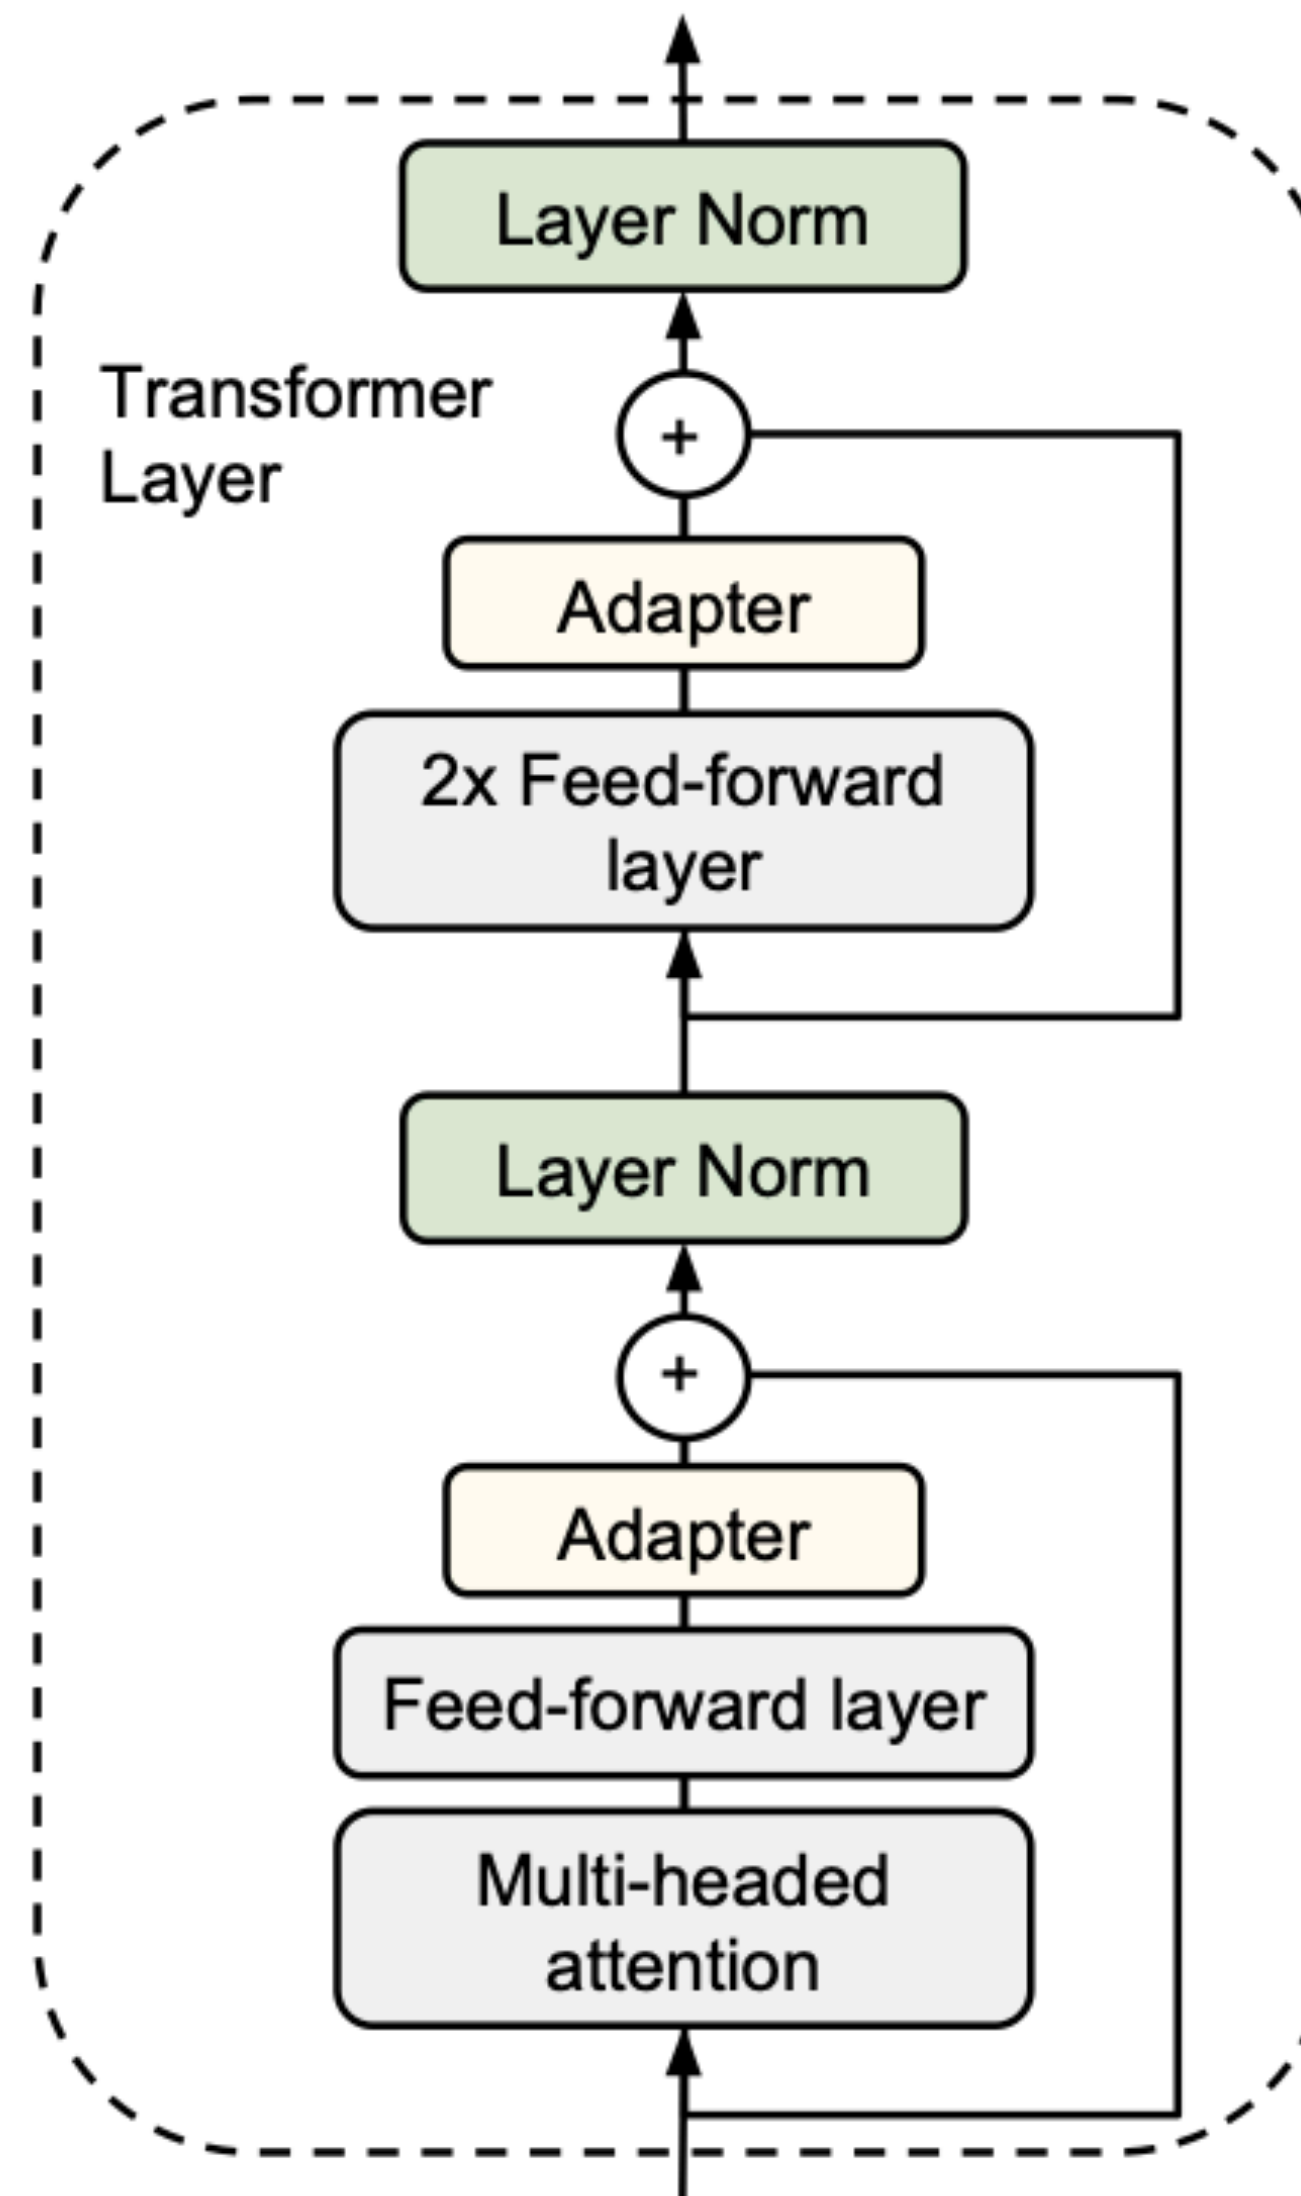 Layer Norm
Transformer
Layer
+
Adapter
2x Feed-forward
layer
Layer Norm
+
Adapter
Feed-forward layer
Multi-headed
attention